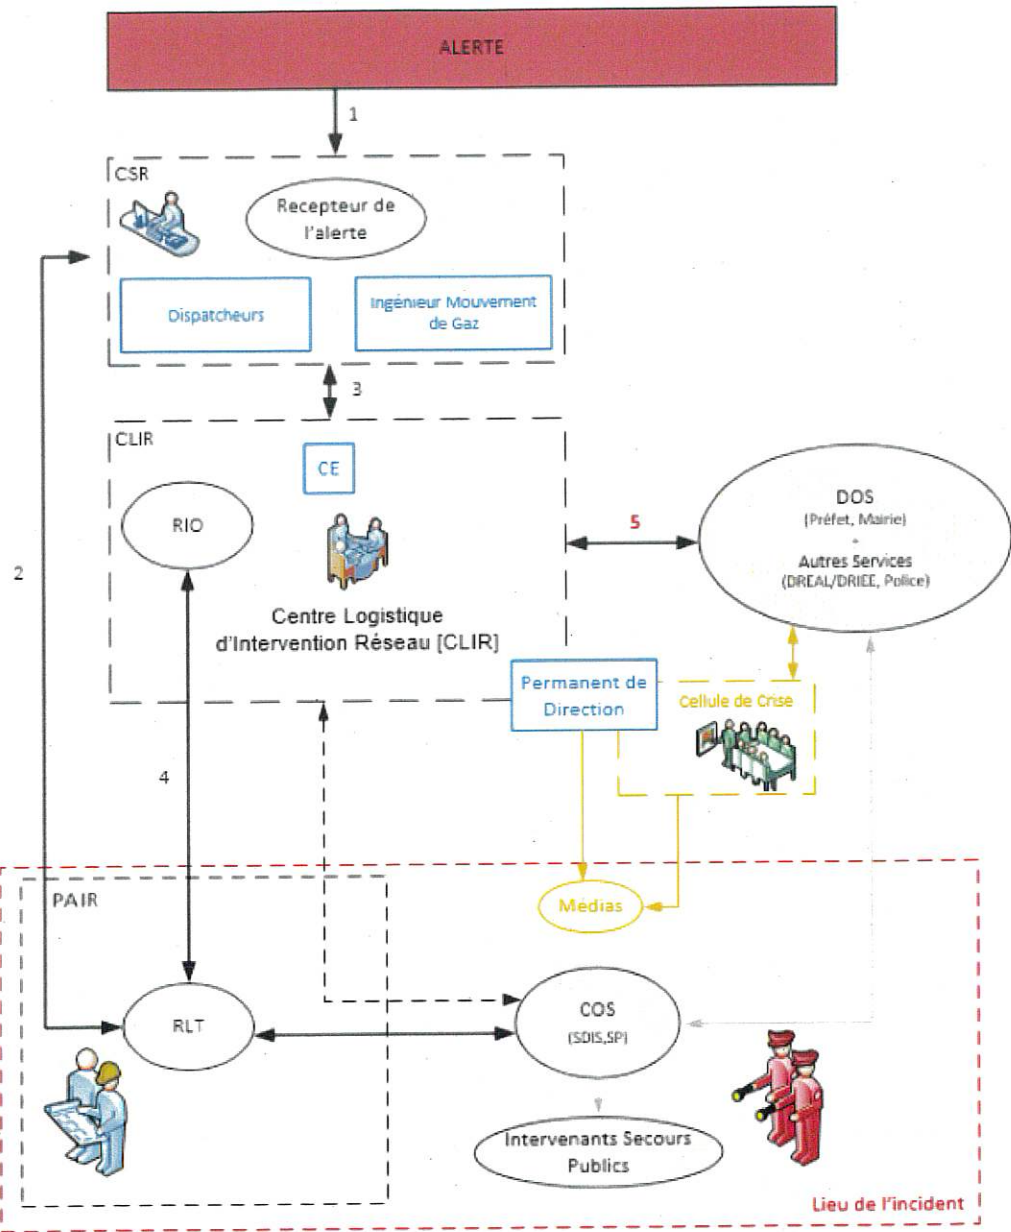 ALERTE
1
CSR
Recepteur de
l'alerte
Dispatcheurs
Ingénieur Mouvement
de Gaz
3
CLIR
CE
RIO
Centre Logistique
d'Intervention Réseau [CLIR]
2
5
DOS
(Préfet, Mairie)
+
Autres Services
(DREAL/DRIEE, Police)
Permanent de
Direction
Cellule de Crise
4
PAIR
Médias
RLT
COS
(SDIS,SP)
Intervenants Secours
Publics
Lieu de l'incident